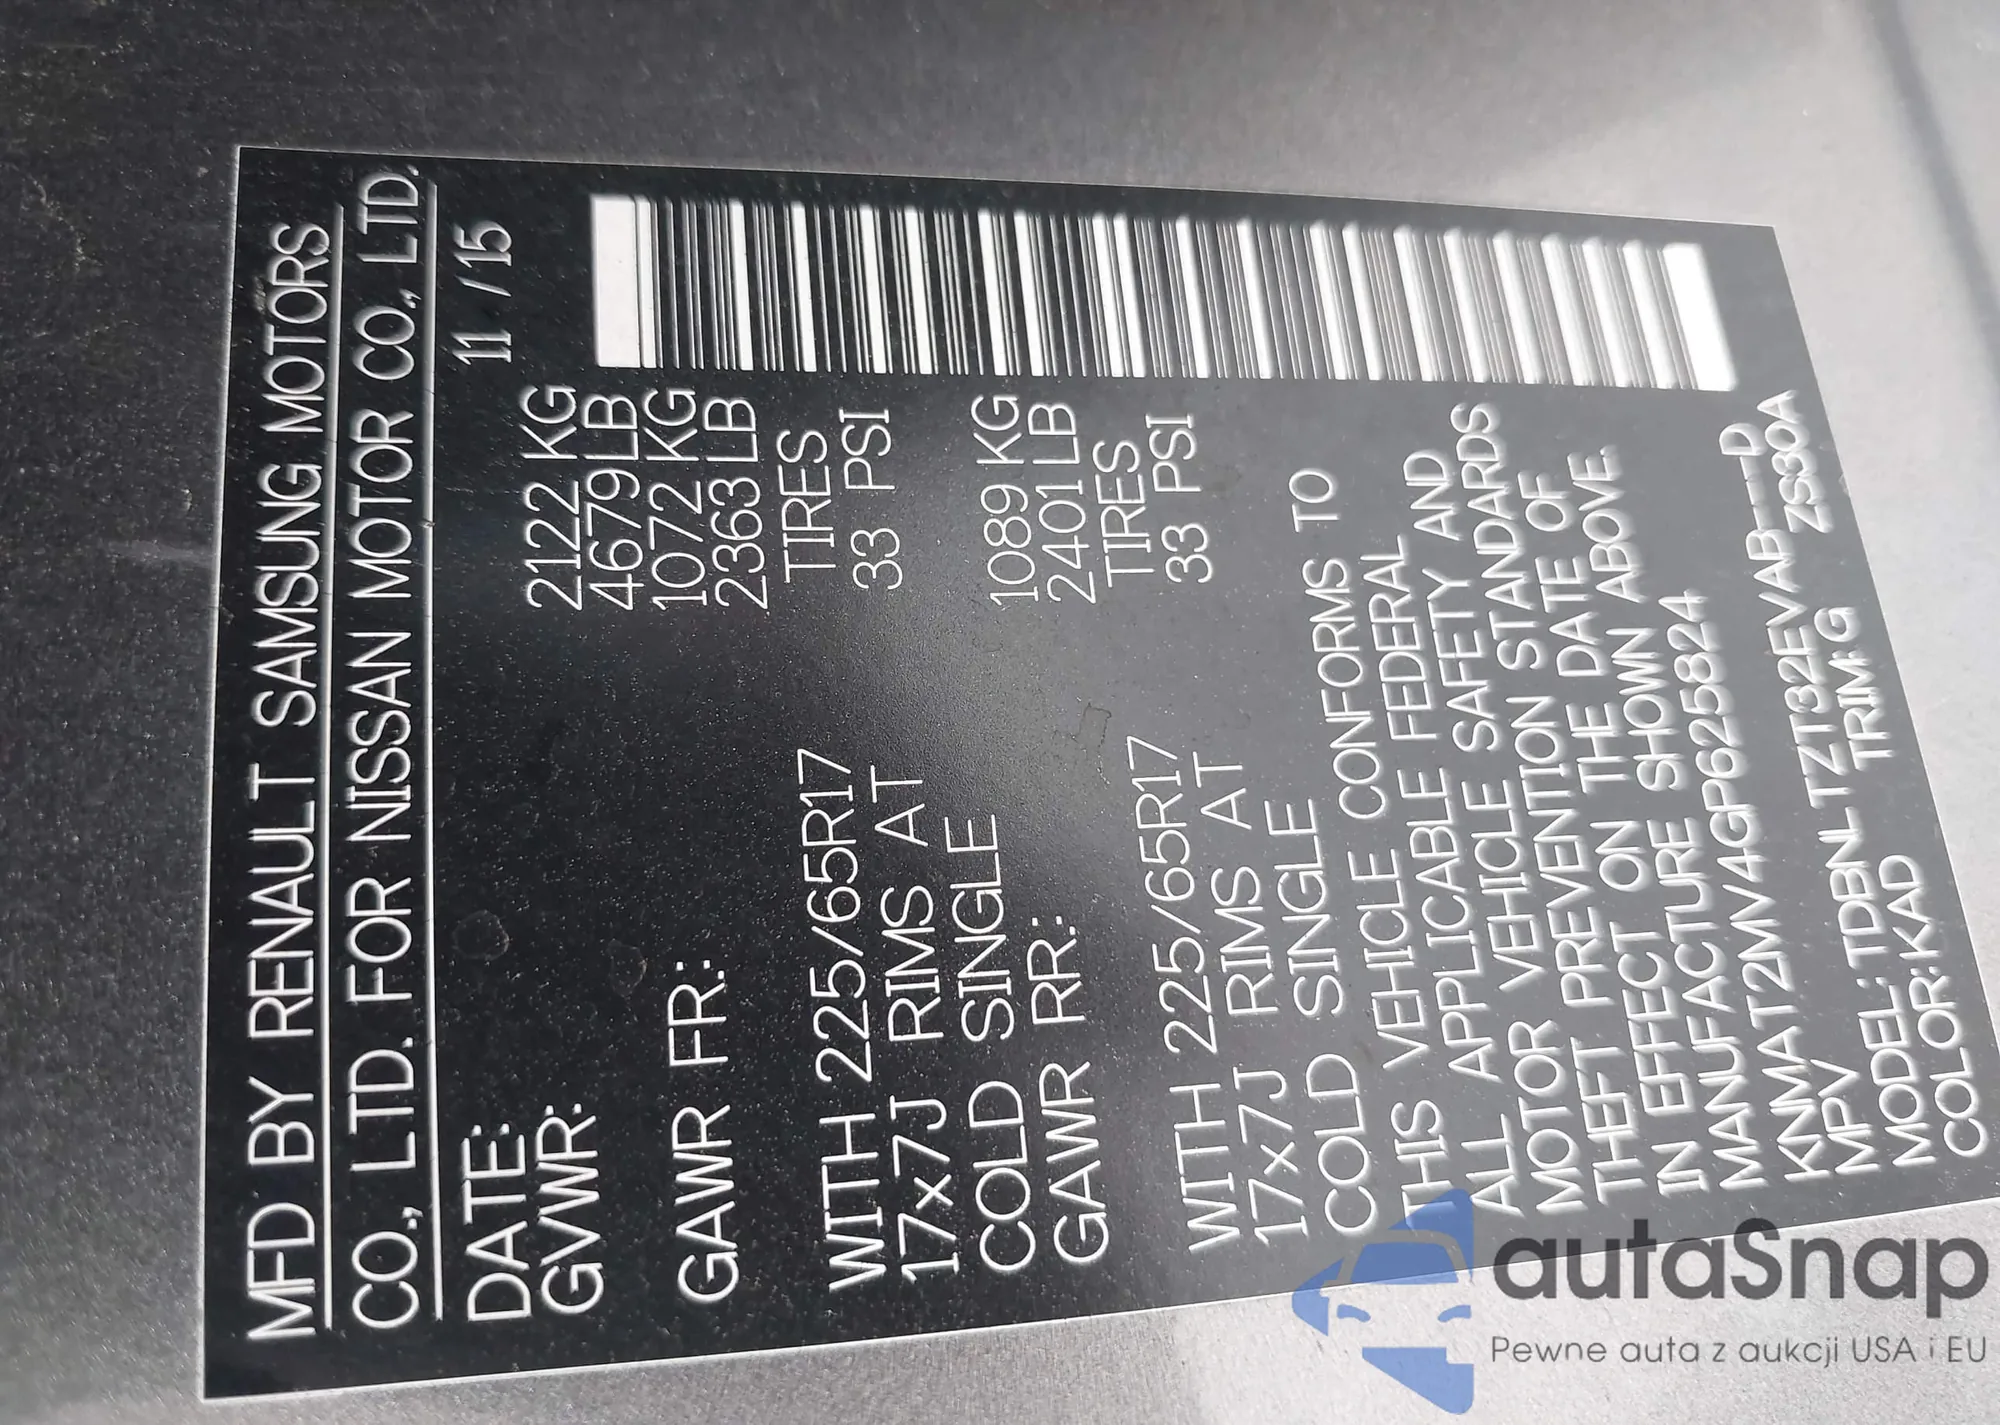 MFD BY RENAULT SAMSUNG MOTORS
CO., LTD. FOR NISSAN MOTOR CO., LTD.
DATE: 11 /15
GVWR: 2122 KG
4679 LB
GAWR FR.: 1072 KG
2363 LB
WITH 225/65R17 TIRES
17x7J RIMS AT 33 PSI
COLD SINGLE
GAWR RR.: 1089 KG
2401 LB
WITH 225/65R17 TIRES
17x7J RIMS AT 33 PSI
COLD SINGLE
THIS VEHICLE CONFORMS TO
ALL APPLICABLE FEDERAL
MOTOR VEHICLE SAFETY AND
THEFT PREVENTION STANDARDS
IN EFFECT ON THE DATE OF
MANUFACTURE SHOWN ABOVE.
KNMAT2MV4GP625824
MPV
MODEL:TDBNLTZT32EVAB----D
COLOR:KAD TRIM:G ZS30A
autaSnap
Pewne auta z aukcji USA i EU